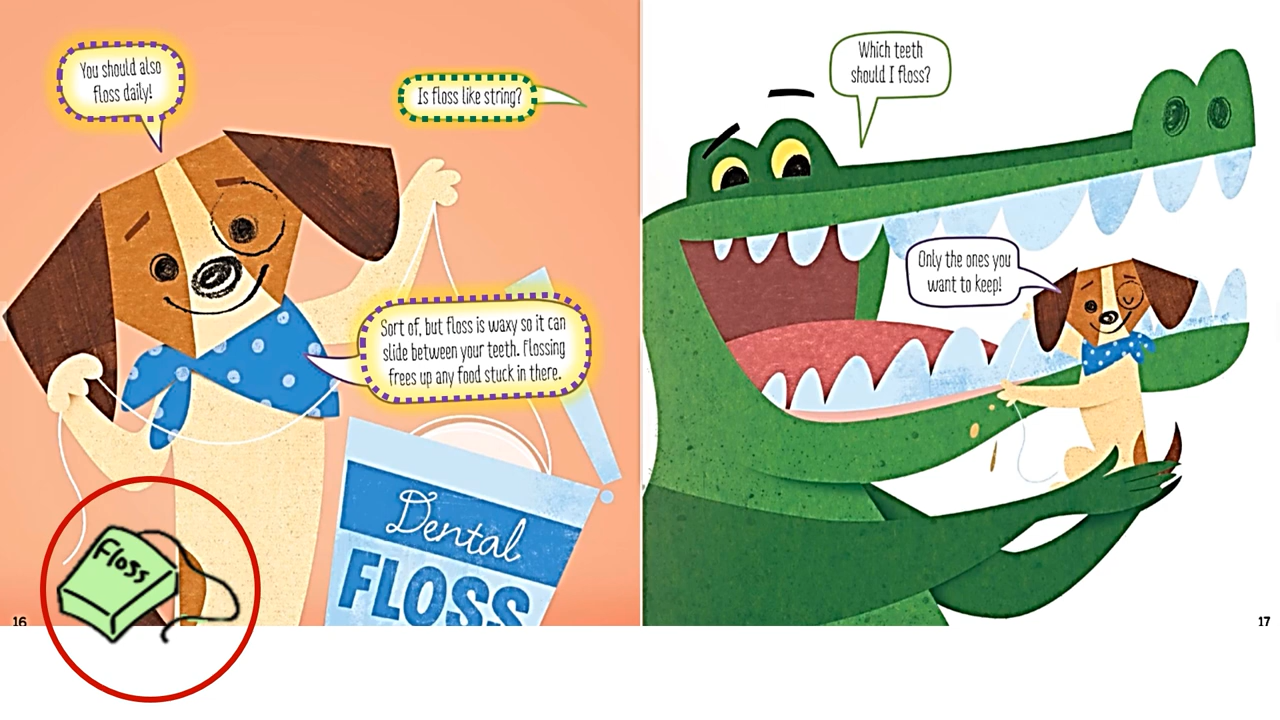 You should also
floss daily!
Is floss like string?
Sort of, but floss is waxy so it can
slide between your teeth. Flossing
frees up any food stuck in there.
Dental
FLOSS
Floss
16
Which teeth
should I floss?
Only the ones you
want to keep!
17